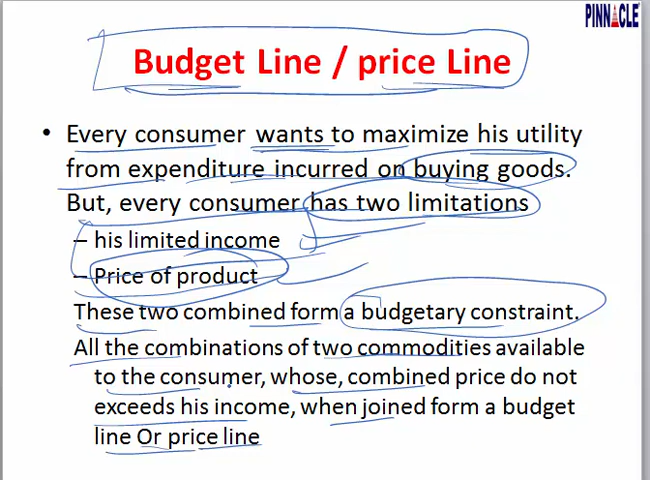 PINNACLE
Budget Line / price Line
• Every consumer wants to maximize his utility
from expenditure incurred on buying goods.
But, every consumer has two limitations
– his limited income
– Price of product
These two combined form a budgetary constraint.
All the combinations of two commodities available
to the consumer, whose, combined price do not
exceeds his income, when joined form a budget
line Or price line